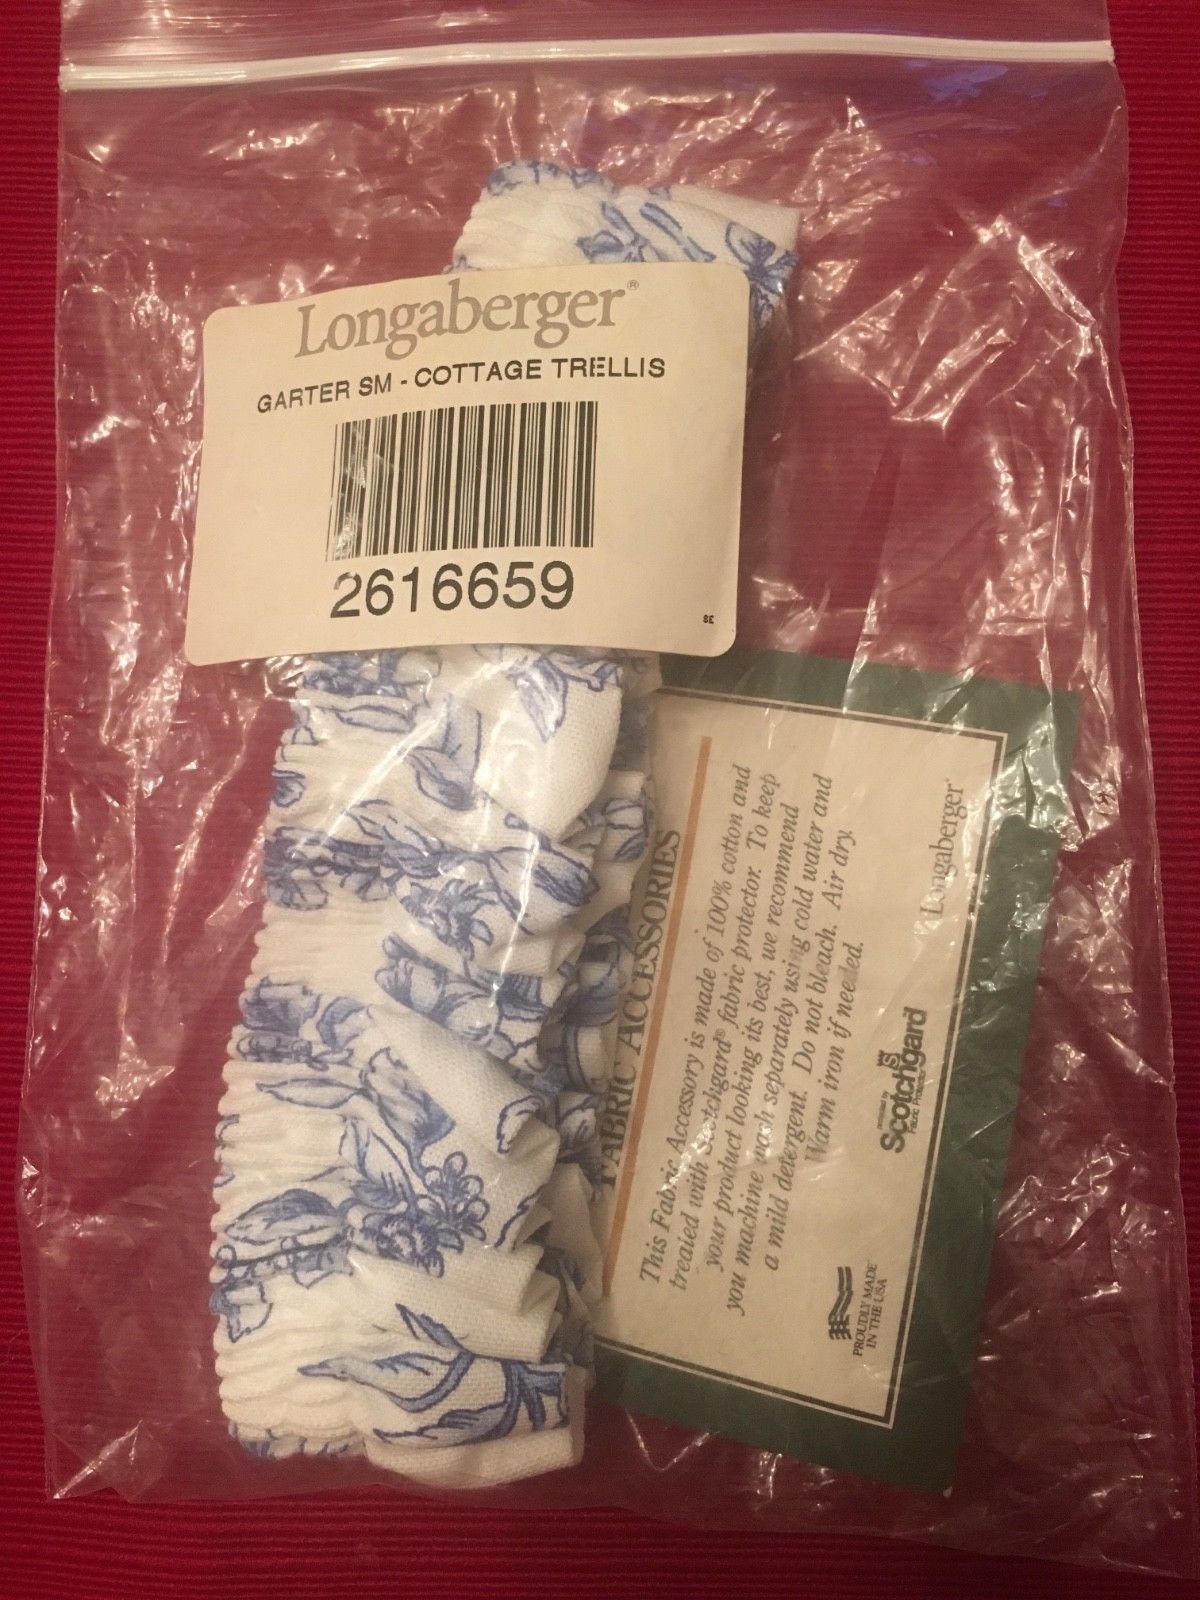 Longaberger®
GARTER SM - COTTAGE TRELLIS
2616659
SE
FABRIC ACCESSORIES
This Fabric Accessory is made of 100% cotton and
treated with Scotchgard® fabric protector. To keep
your product looking its best, we recommend
you machine wash separately using cold water and
a mild detergent. Do not bleach. Air dry.
Warm iron if needed.
PROUDLY MADE
IN THE USA
Scotchgard
Fabric Protector
Longaberger®